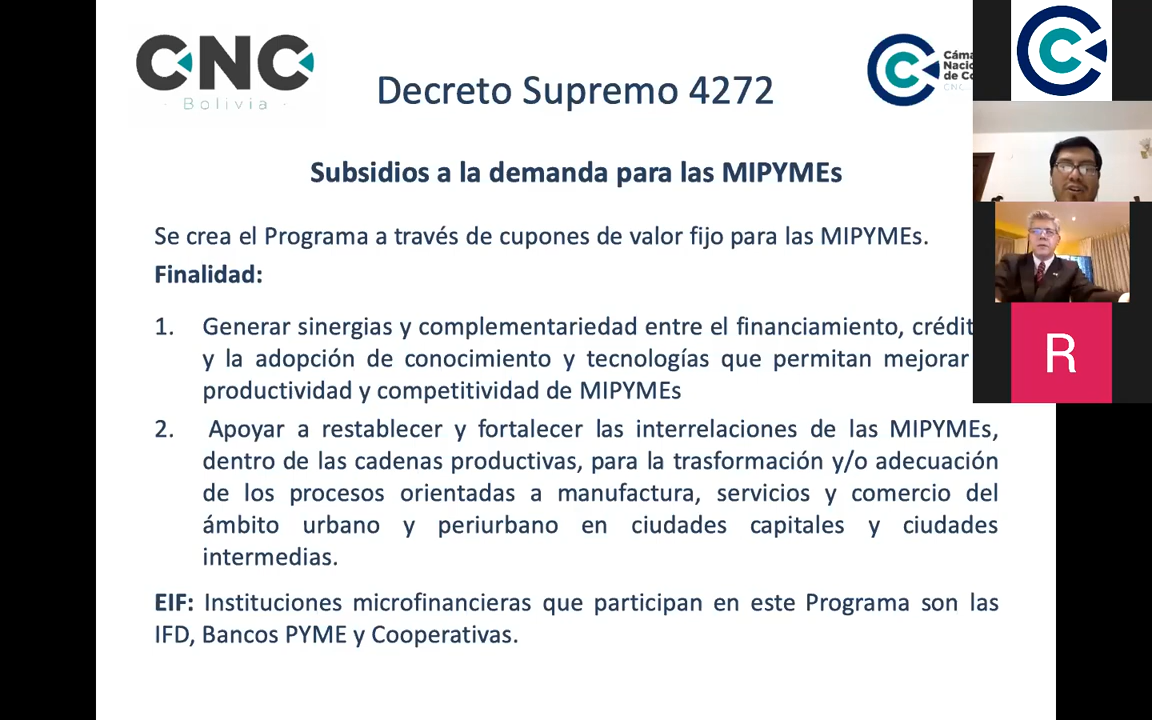 CNC
Bolivia
Decreto Supremo 4272
Subsidios a la demanda para las MIPYMEs
Se crea el Programa a través de cupones de valor fijo para las MIPYMEs.
Finalidad:
1. Generar sinergias y complementariedad entre el financiamiento,
y la adopción de conocimiento y tecnologías que permitan mejorar
productividad y competitividad de MIPYMEs
2. Apoyar a restablecer y fortalecer las interrelaciones de las MIPYMEs,
dentro de las cadenas productivas, para la trasformación y/o adecuación
de los procesos orientadas a manufactura, servicios y comercio del
ámbito urbano y periurbano en ciudades capitales y ciudades
intermedias.
EIF: Instituciones microfinancieras que participan en este Programa son las
IFD, Bancos PYME y Cooperativas.
de
R